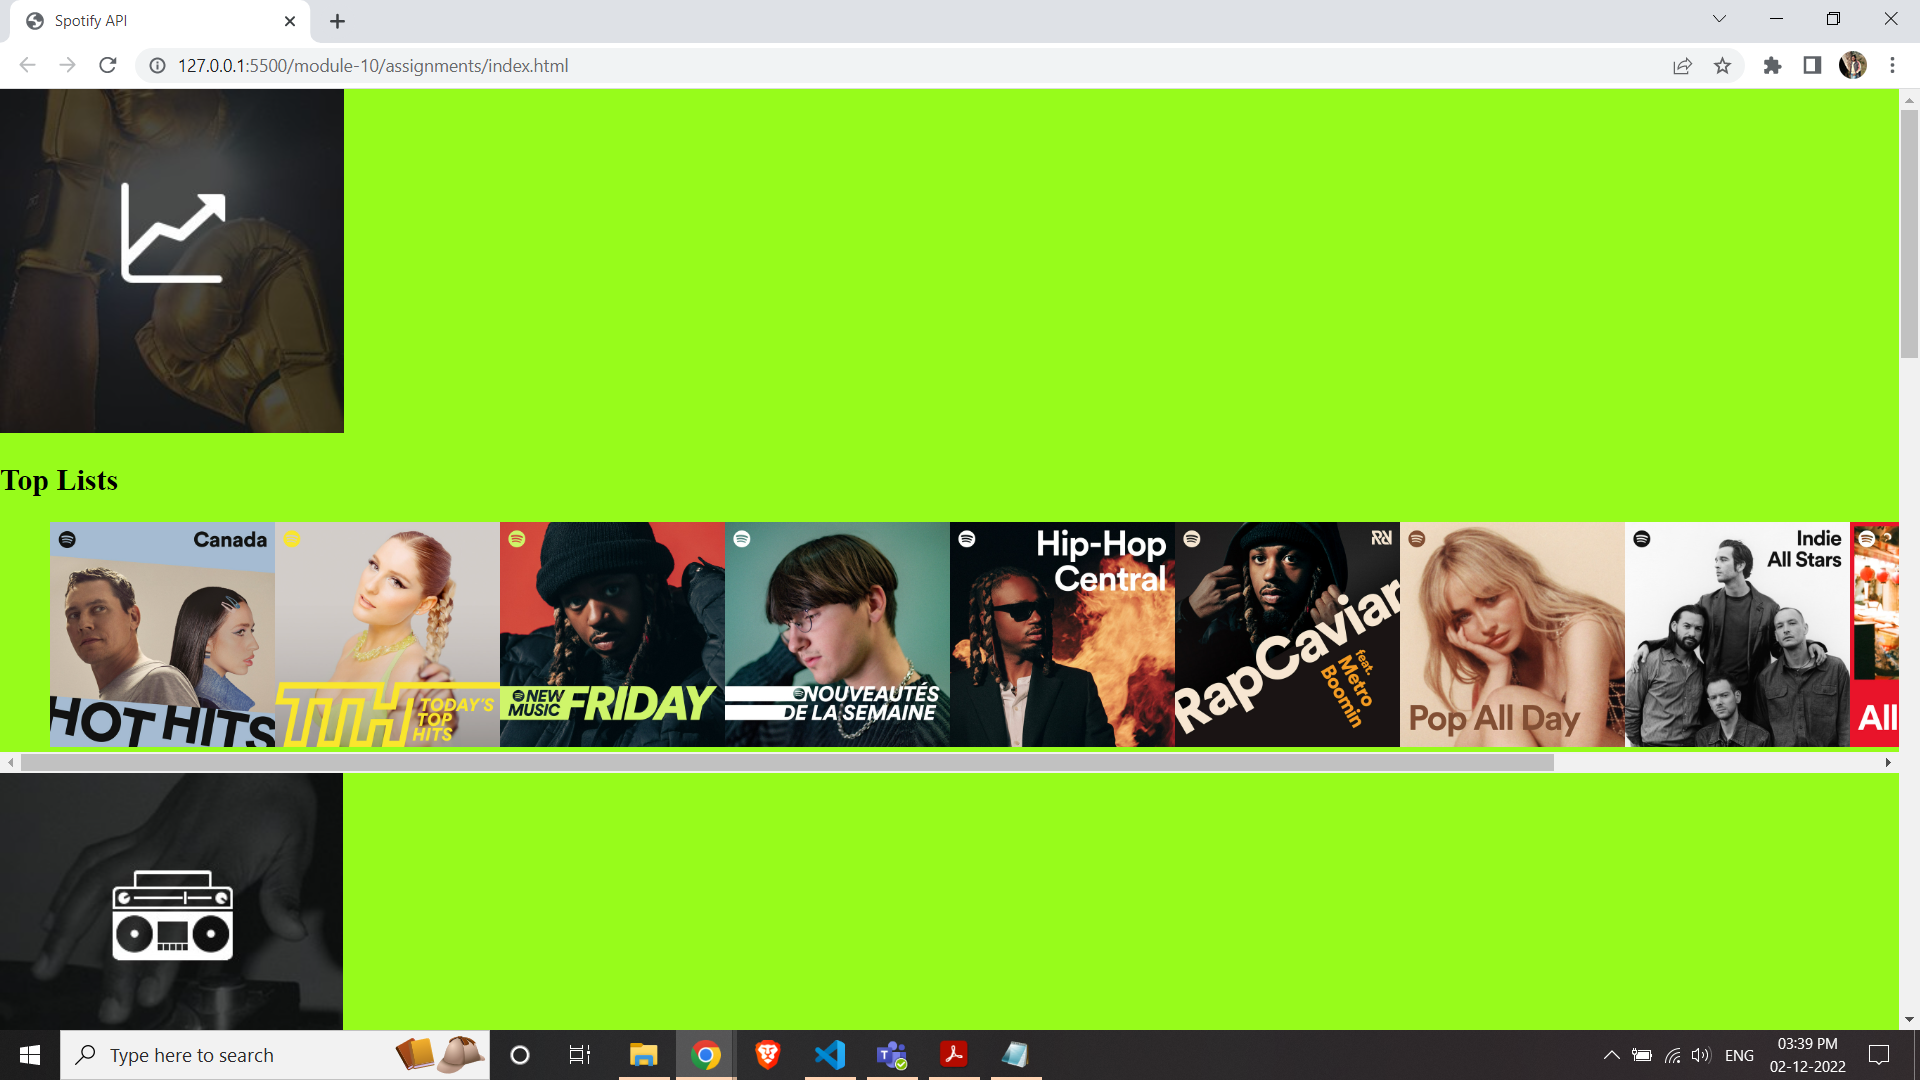 Spotify API
127.0.0.1:5500/module-10/assignments/index.html
Top Lists
Canada
HOT HITS
TTH
TODAY'S
TOP
HITS
NEW
MUSIC
FRIDAY
NOUVEAUTÉS
DE LA SEMAINE
Hip-Hop
Central
RapCaviar
feat.
Metro
Boomin
Pop All Day
Indie
All Stars
All
Type here to search
ENG
03:39 PM
02-12-2022